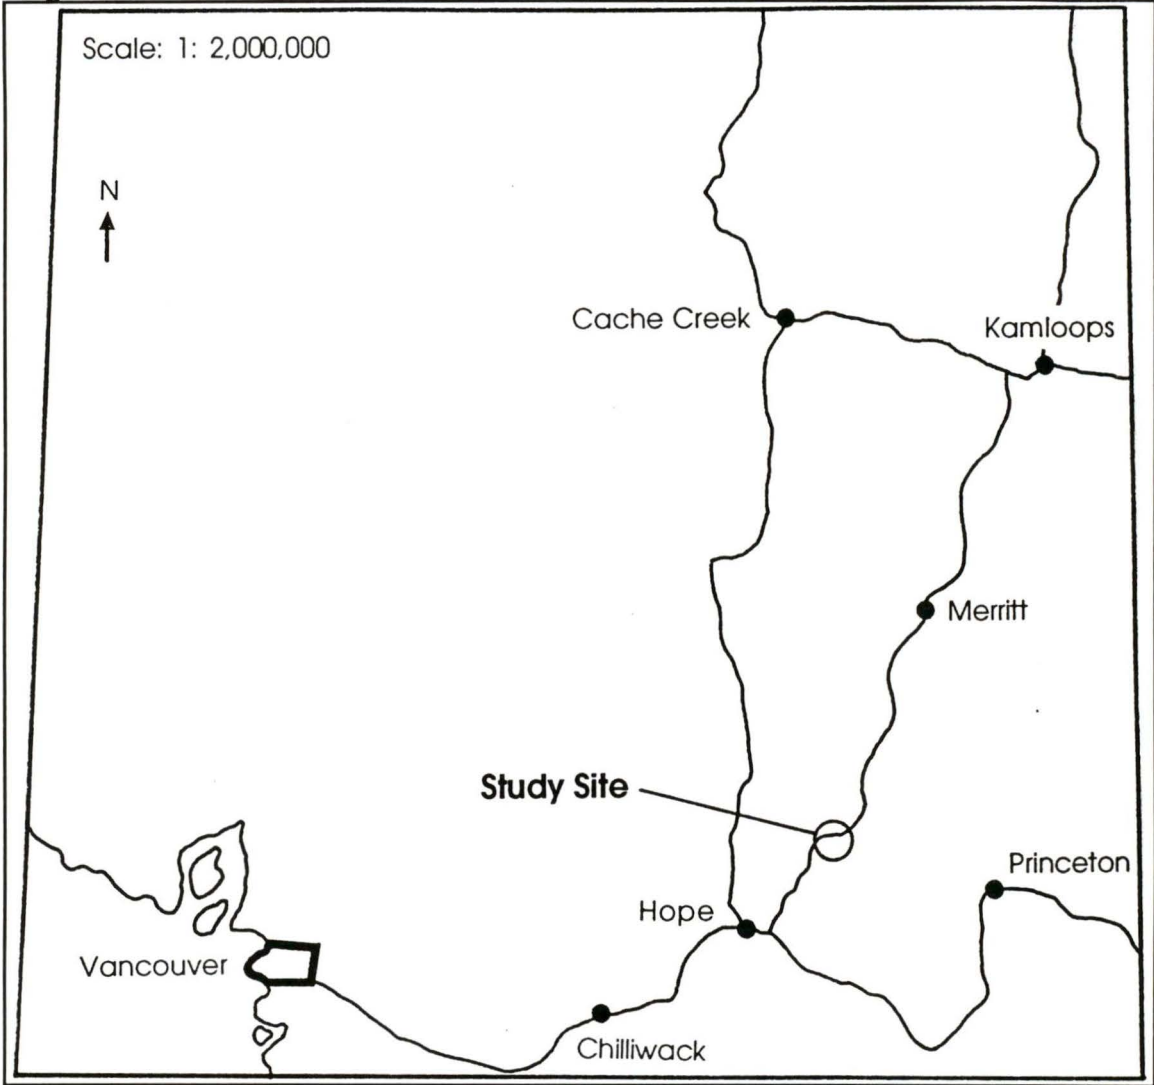 Scale: 1: 2,000,000
N
Cache Creek
Kamloops
Merritt
Study Site
Princeton
Hope
Vancouver
Chilliwack